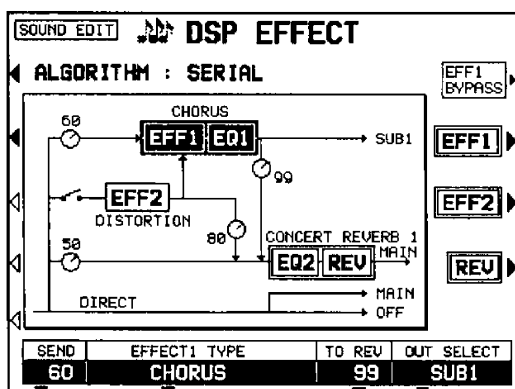 SOUND EDIT DSP EFFECT
ALGORITHM : SERIAL
EFF1 BYPASS
CHORUS
60
EFF1 EQ1
SUB1
EFF1
99
EFF2
EFF2
DISTORTION
80
CONCERT REVERB 1
50
EQ2 REV
MAIN
REV
MAIN
DIRECT
OFF
SEND EFFECT1 TYPE TO REV OUT SELECT
60 CHORUS 99 SUB1